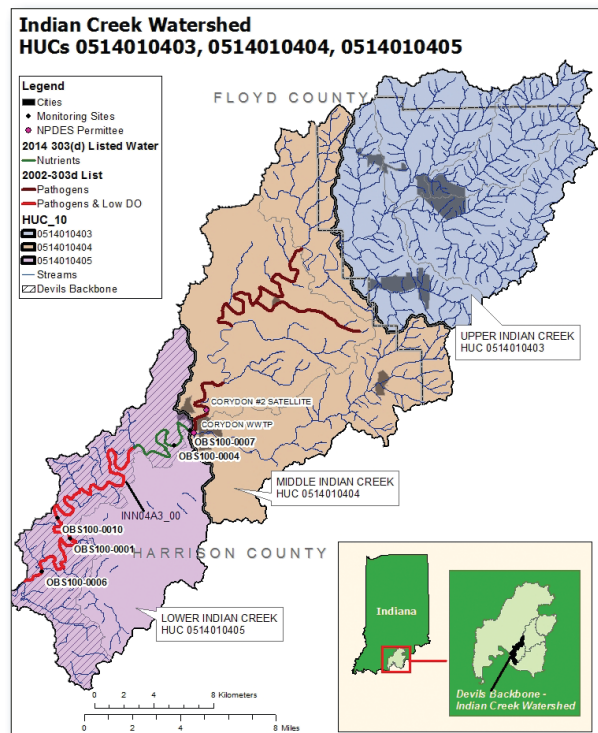 Indian Creek Watershed
HUCs 0514010403, 0514010404, 0514010405
FLOYD COUNTY
Legend
Cities
Monitoring Sites
NPDES Permittee
2014 303(d) Listed Water
Nutrients
2002-303d List
Pathogens
Pathogens & Low DO
HUC_10
0514010403
0514010404
0514010405
Streams
Devils Backbone
UPPER INDIAN CREEK
HUC 0514010403
CORYDON #2 SATELLITE
CORYDON WWTP
OBS100-0007
OBS100-0004
MIDDLE INDIAN CREEK
HUC 0514010404
INN04A3_00
OBS100-0010
OBS100-0001
HARRISON COUNTY
OBS100-0006
LOWER INDIAN CREEK
HUC 0514010405
Indiana
Devils Backbone -
Indian Creek Watershed
0 2 4 8 Kilometers
0 2 4 8 Miles